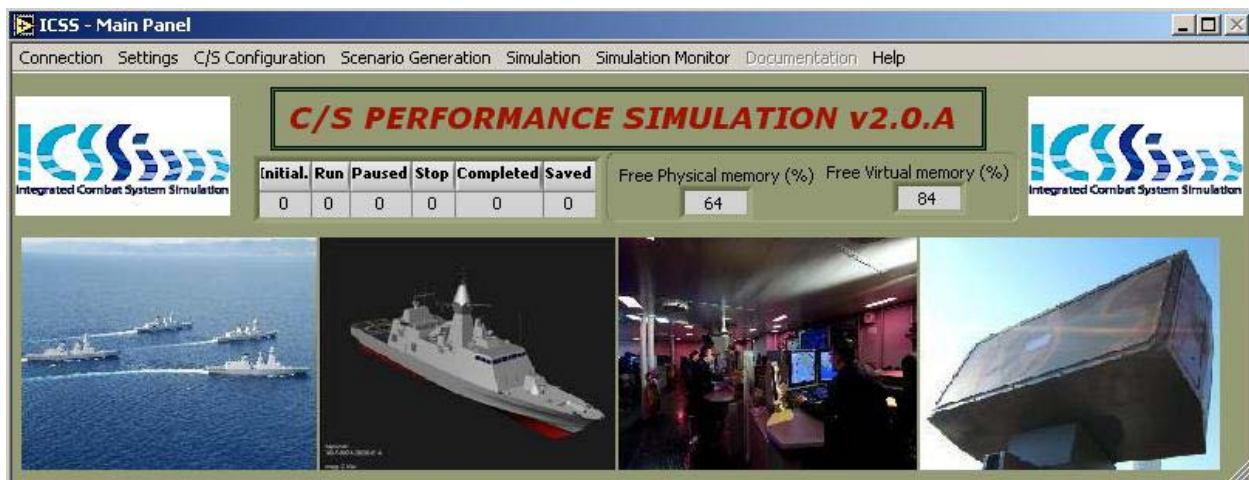 ICSS - Main Panel
Connection Settings C/S Configuration Scenario Generation Simulation Simulation Monitor Documentation Help
C/S PERFORMANCE SIMULATION v2.0.A
ICSSim
Integrated Combat System Simulation
Initial. Run Paused Stop Completed Saved
0 0 0 0 0 0
Free Physical memory (%) Free Virtual memory (%)
64 84
ICSSim
Integrated Combat System Simulation